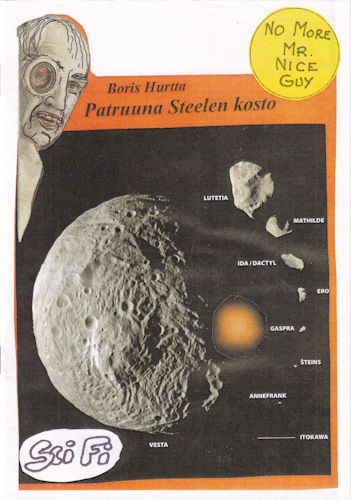 No More
Mr.
Nice
Guy
Boris Hurtta
Patruuna Steelen kosto
LUTETIA
MATHILDE
IDA / DACTYL
ERO
GASPRA
ŠTEINS
ANNEFRANK
ITOKAWA
VESTA
Sci Fi